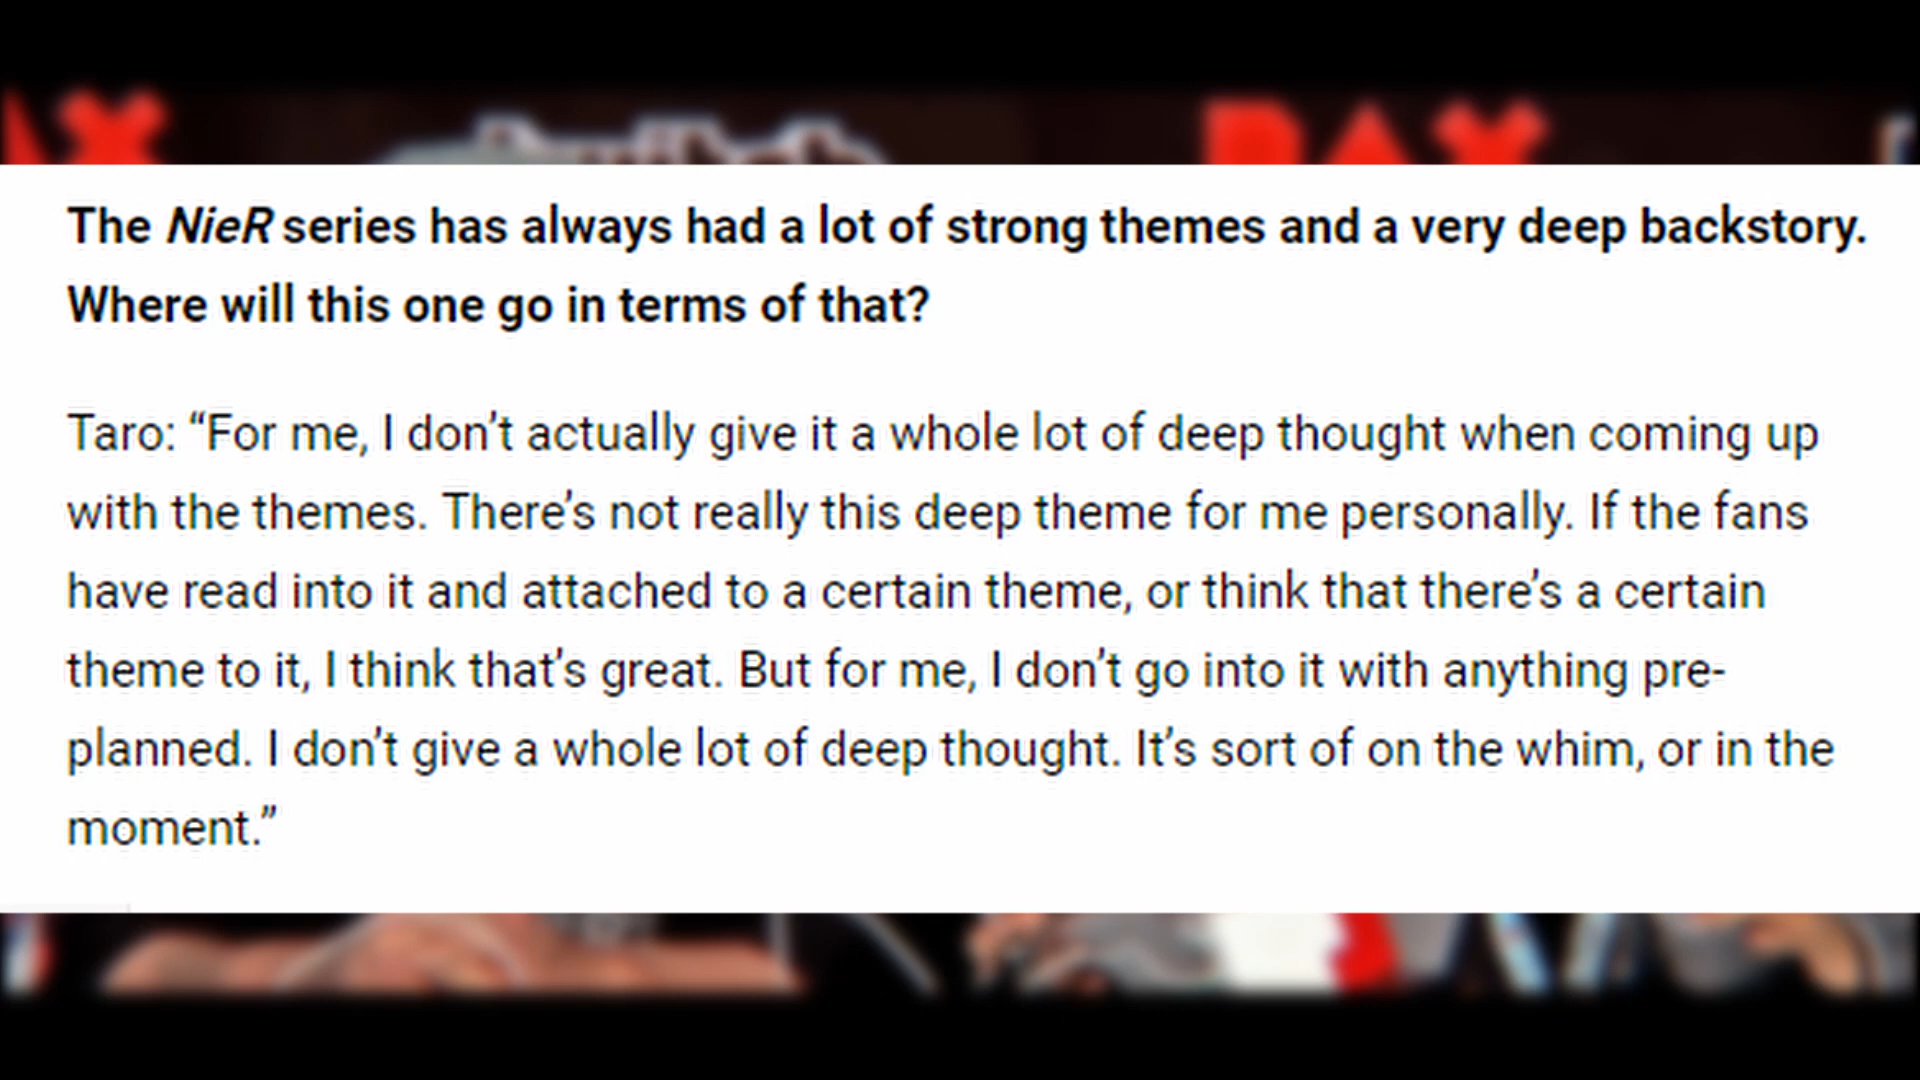 PAX
The NieR series has always had a lot of strong themes and a very deep backstory.
Where will this one go in terms of that?
Taro: “For me, I don’t actually give it a whole lot of deep thought when coming up
with the themes. There’s not really this deep theme for me personally. If the fans
have read into it and attached to a certain theme, or think that there’s a certain
theme to it, I think that’s great. But for me, I don’t go into it with anything pre-
planned. I don’t give a whole lot of deep thought. It’s sort of on the whim, or in the
moment.”